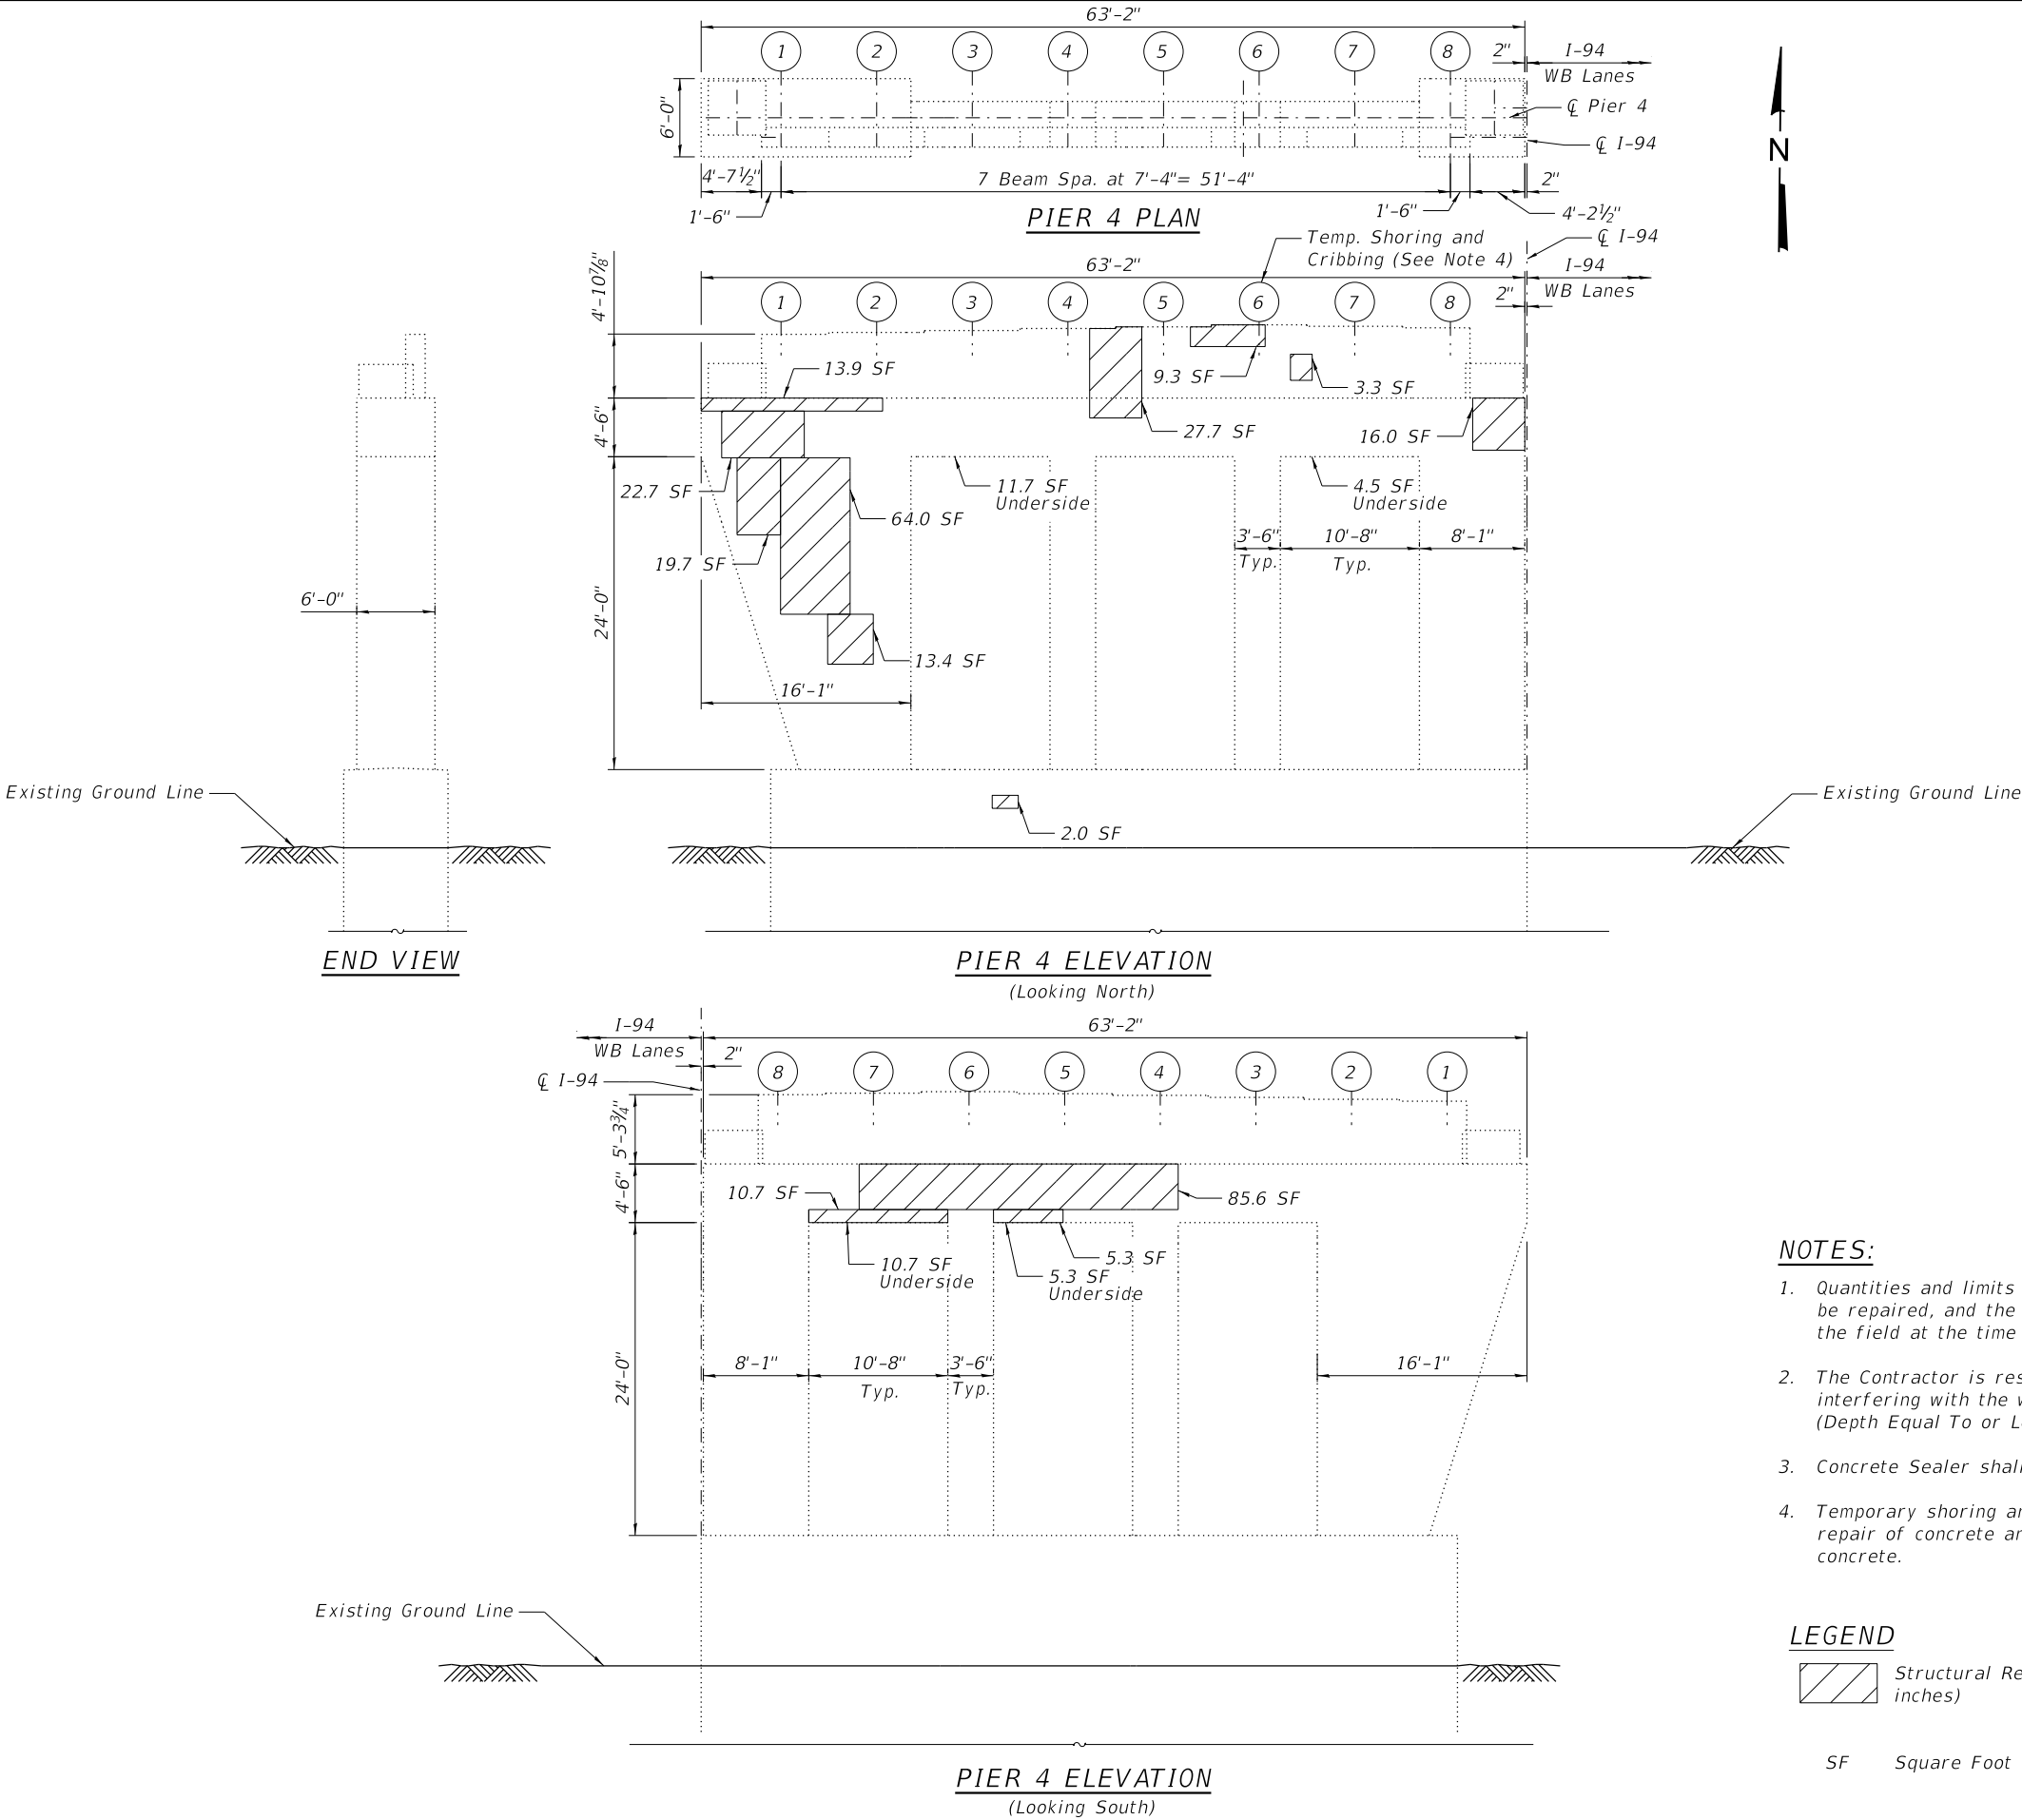 63'-2"
1 2 3 4 5 6 7 8
2" I-94
WB Lanes
℄ Pier 4
℄ I-94
6'-0"
4'-7½"
7 Beam Spa. at 7'-4"= 51'-4"
2"
1'-6"
1'-6"
4'-2½"
PIER 4 PLAN
N
Temp. Shoring and
Cribbing (See Note 4)
℄ I-94
63'-2"
I-94
WB Lanes
2"
4'-10⅞"
1 2 3 4 5 6 7 8
13.9 SF
9.3 SF
3.3 SF
4'-6"
27.7 SF
16.0 SF
22.7 SF
11.7 SF
Underside
4.5 SF
Underside
64.0 SF
19.7 SF
3'-6"
Typ.
10'-8"
Typ.
8'-1"
6'-0"
24'-0"
13.4 SF
16'-1"
Existing Ground Line
Existing Ground Line
2.0 SF
END VIEW
PIER 4 ELEVATION
(Looking North)
I-94
WB Lanes
63'-2"
2"
℄ I-94
8 7 6 5 4 3 2 1
5'-3¾"
4'-6"
10.7 SF
85.6 SF
10.7 SF
Underside
5.3 SF
5.3 SF
Underside
24'-0"
8'-1"
10'-8"
Typ.
3'-6"
Typ.
16'-1"
Existing Ground Line
PIER 4 ELEVATION
(Looking South)
NOTES:
1. Quantities and limits
be repaired, and the
the field at the time
2. The Contractor is res
interfering with the
(Depth Equal To or L
3. Concrete Sealer shal
4. Temporary shoring a
repair of concrete a
concrete.
LEGEND
Structural Re
inches)
SF Square Foot